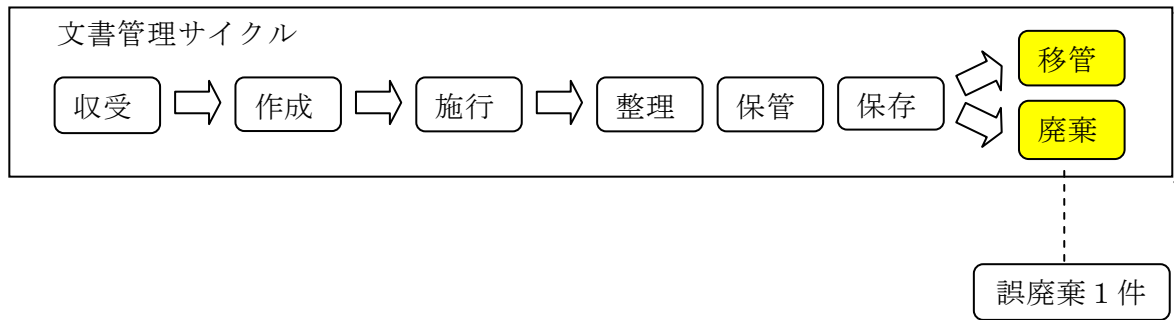 文書管理サイクル
収受
作成
施行
整理
保管
保存
移管
廃棄
誤廃棄１件